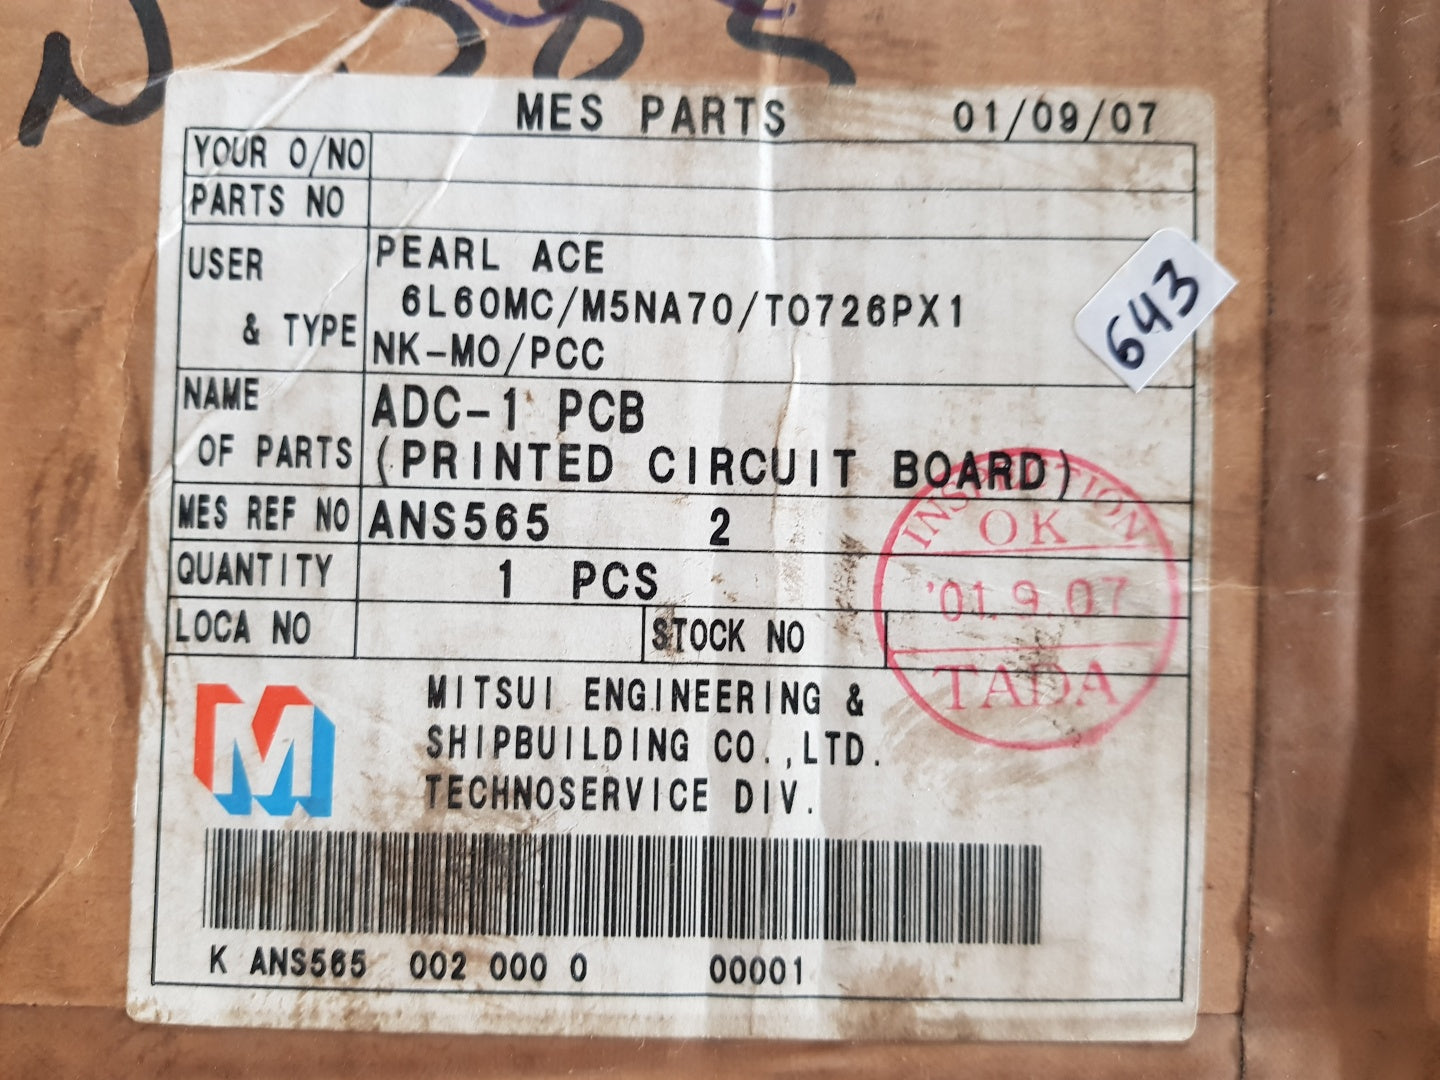 MES PARTS 01/09/07
YOUR O/NO
PARTS NO
USER & TYPE
PEARL ACE
6L60MC/M5NA70/T0726PX1
NK-MO/PCC
643
NAME OF PARTS
ADC-1 PCB
(PRINTED CIRCUIT BOARD)
MES REF NO ANS565 2
QUANTITY 1 PCS
LOCA NO STOCK NO
INSPECTION
OK
'01.9.07
TADA
MITSUI ENGINEERING &
SHIPBUILDING CO.,LTD.
TECHNOSERVICE DIV.
M
K ANS565 002 000 0 00001